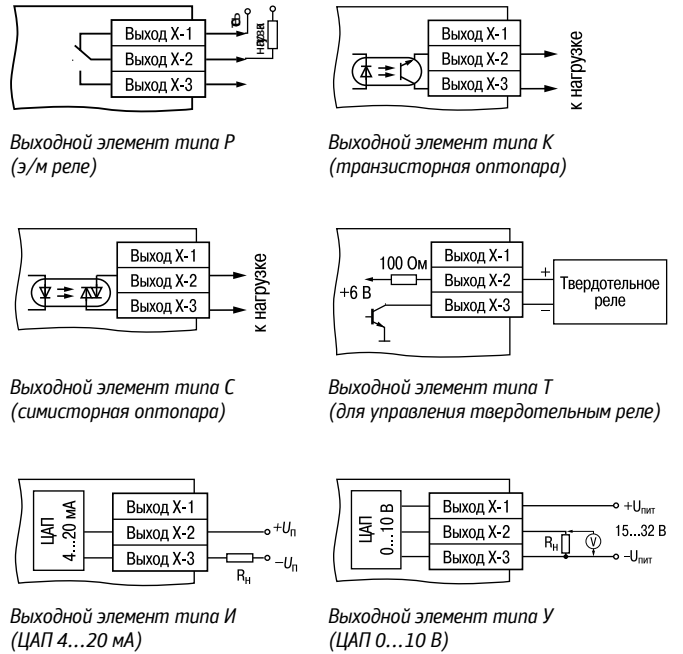 Выход X-1
Выход X-2
Выход X-3
Выходной элемент типа Р
(э/м реле)
Выход X-1
Выход X-2
Выход X-3
к нагрузке
Выходной элемент типа К
(транзисторная оптопара)
Выход X-1
Выход X-2
Выход X-3
к нагрузке
Выходной элемент типа С
(симисторная оптопара)
100 Ом
+6 В
Выход X-1
Выход X-2
Выход X-3
+
–
Твердотельное
реле
Выходной элемент типа Т
(для управления твердотельным реле)
ЦАП
4...20 мА
Выход X-1
Выход X-2
Выход X-3
+Uп
–Uп
Rн
Выходной элемент типа И
(ЦАП 4...20 мА)
ЦАП
0...10 В
Выход X-1
Выход X-2
Выход X-3
Rн
V
+Uпит
15...32 В
–Uпит
Выходной элемент типа У
(ЦАП 0...10 В)